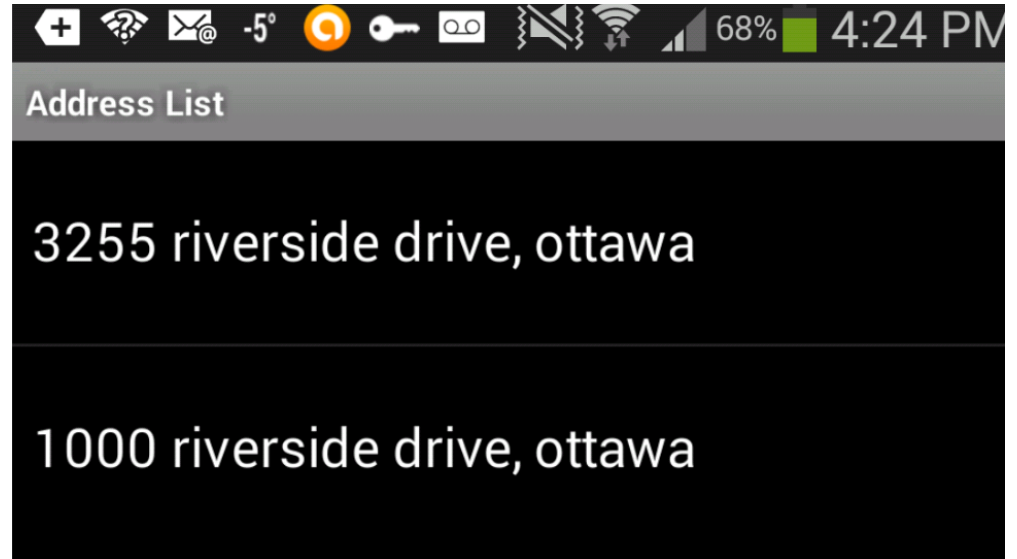 -5° 68% 4:24 PM
Address List
3255 riverside drive, ottawa
1000 riverside drive, ottawa